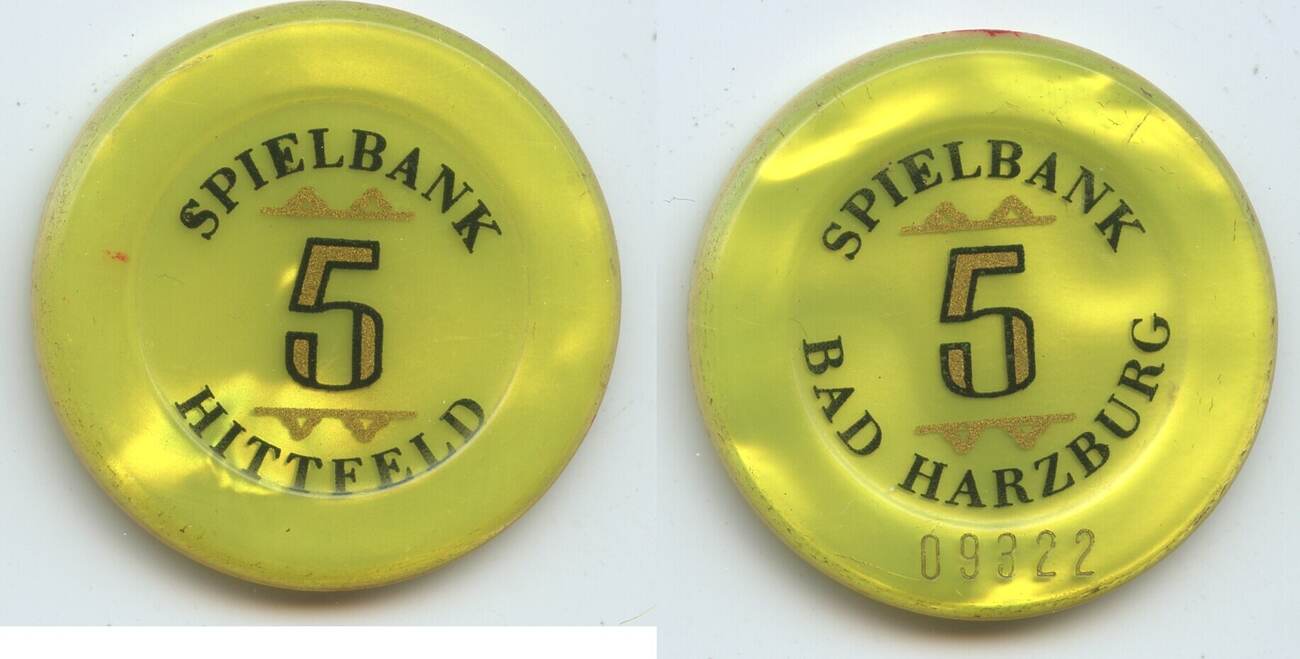 SPIELBANK
5
HITTFELD
SPIELBANK
5
BAD HARZBURG
09322